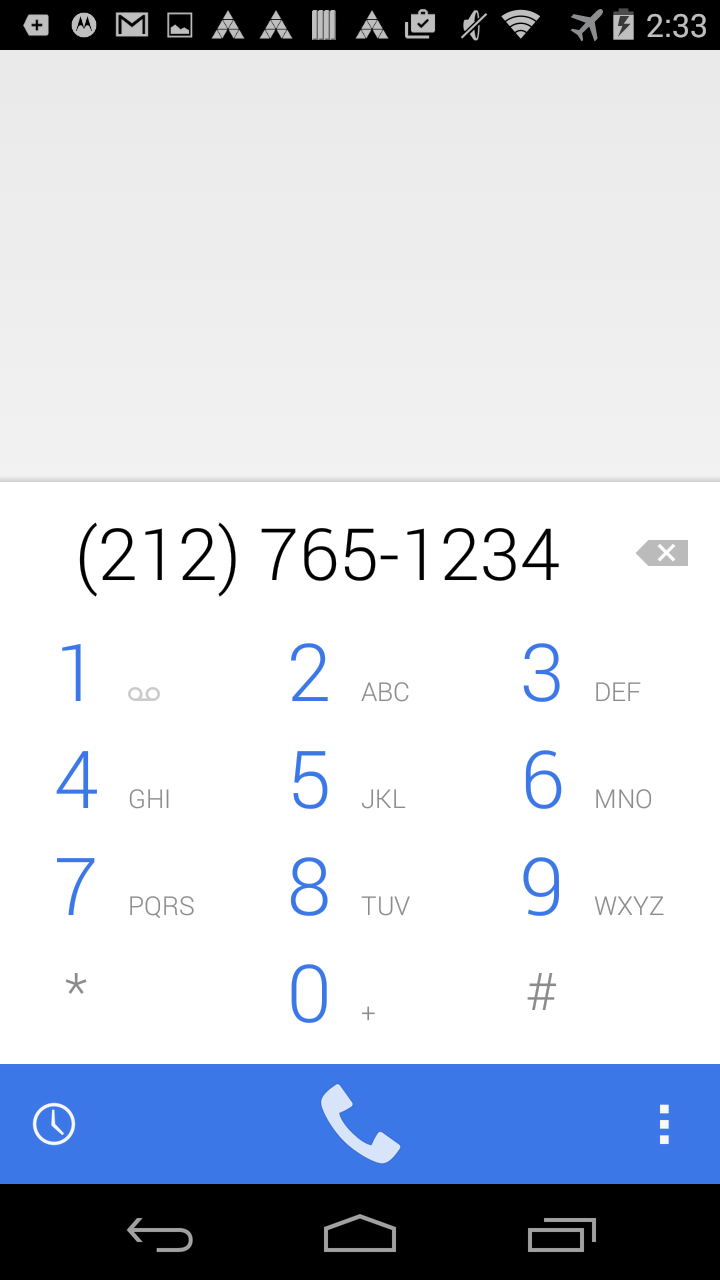 2:33
(212) 765-1234
1 2 ABC 3 DEF
4 GHI 5 JKL 6 MNO
7 PQRS 8 TUV 9 WXYZ
* 0 + #